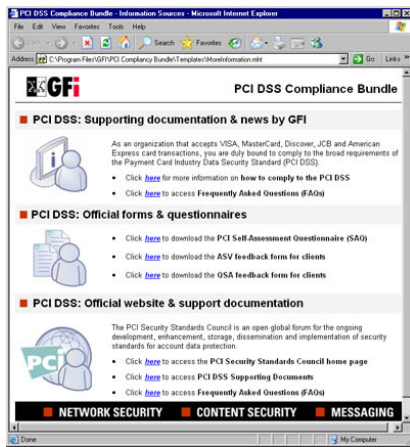 PCI DSS Compliance Bundle - Information Sources - Microsoft Internet Explorer
File Edit View Favorites Tools Help
Back Search Favorites
Address C:\Program Files\GFI\PCI Compliancy Bundle\Templates\MoreInformation.mht Go Links »
GFi PCI DSS Compliance Bundle
PCI DSS: Supporting documentation & news by GFI
As an organization that accepts VISA, MasterCard, Discover, JCB and American
Express card transactions, you are duly bound to comply to the broad requirements of
the Payment Card Industry Data Security Standard (PCI DSS).
• Click here for more information on how to comply to the PCI DSS
• Click here to access Frequently Asked Questions (FAQs)
PCI DSS: Official forms & questionnaires
• Click here to download the PCI Self-Assessment Questionnaire (SAQ)
• Click here to download the ASV feedback form for clients
• Click here to download the QSA feedback form for clients
PCI DSS: Official website & support documentation
The PCI Security Standards Council is an open global forum for the ongoing
development, enhancement, storage, dissemination and implementation of security
standards for account data protection.
PCi
• Click here to access the PCI Security Standards Council home page
• Click here to access PCI DSS Supporting Documents
• Click here to access Frequently Asked Questions (FAQs)
NETWORK SECURITY CONTENT SECURITY MESSAGING
Done My Computer